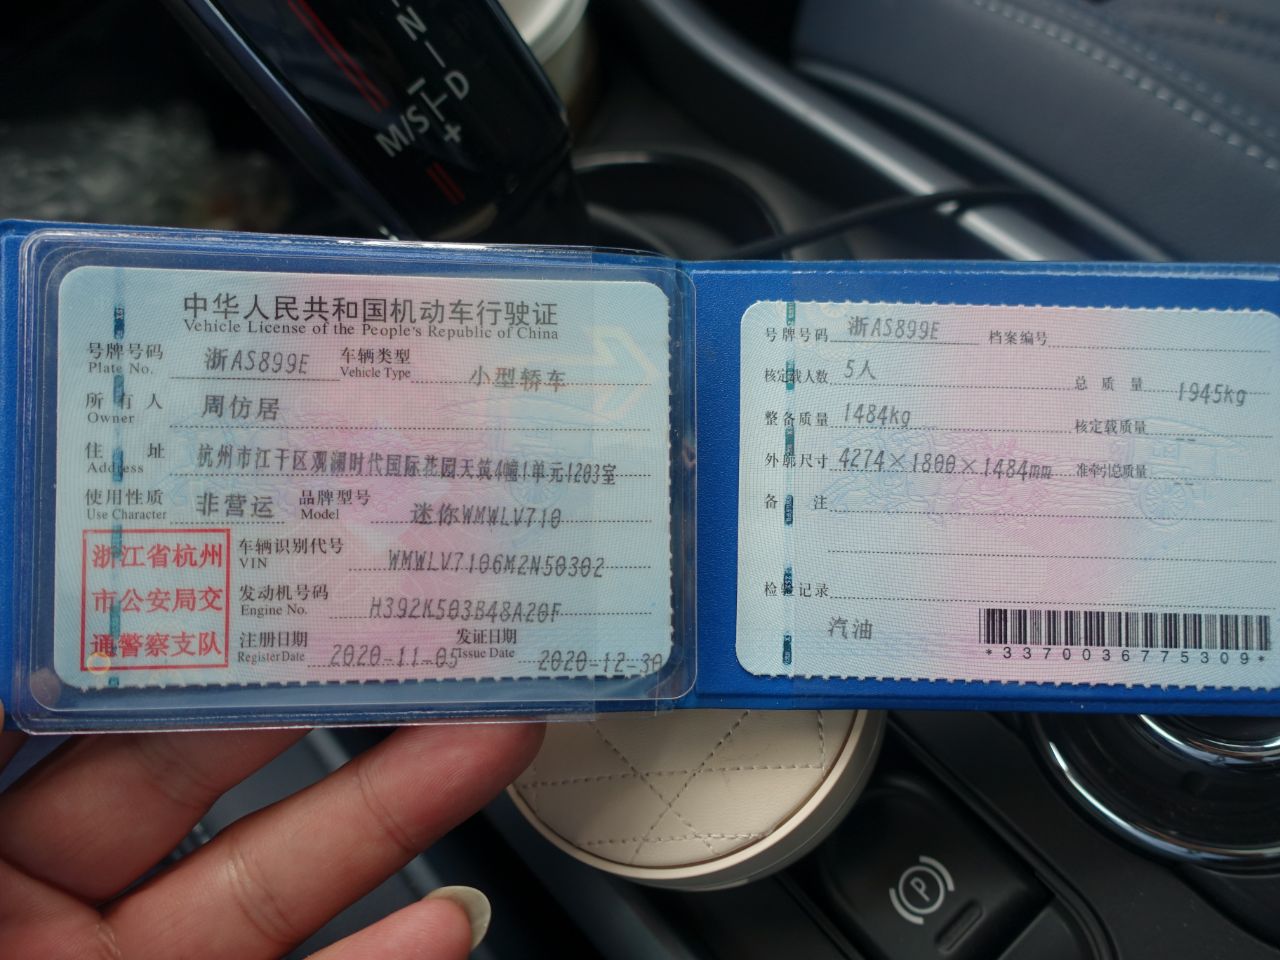 N
M/S
D
+
中华人民共和国机动车行驶证
Vehicle License of the People's Republic of China
号牌号码 浙AS899E 车辆类型 小型轿车
Plate No. Vehicle Type
所有人 周仿居
Owner
住址 杭州市江干区观澜时代国际花园天筑4幢1单元1203室
Address
使用性质 非营运 品牌型号 迷你WMWLV710
Use Character Model
浙江省杭州
市公安局交
通警察支队
车辆识别代号 WMWLV7106M2N50302
VIN
发动机号码 H392K503B48A20F
Engine No.
注册日期 2020-11-05 发证日期 2020-12-30
Register Date Issue Date
号牌号码 浙AS899E 档案编号
核定载人数 5人 总质量 1945kg
整备质量 1484kg 核定载质量 --
外廓尺寸 4274×1800×1484mm 准牵引总质量 --
备注
检验记录
汽油
*3370036775309*
P